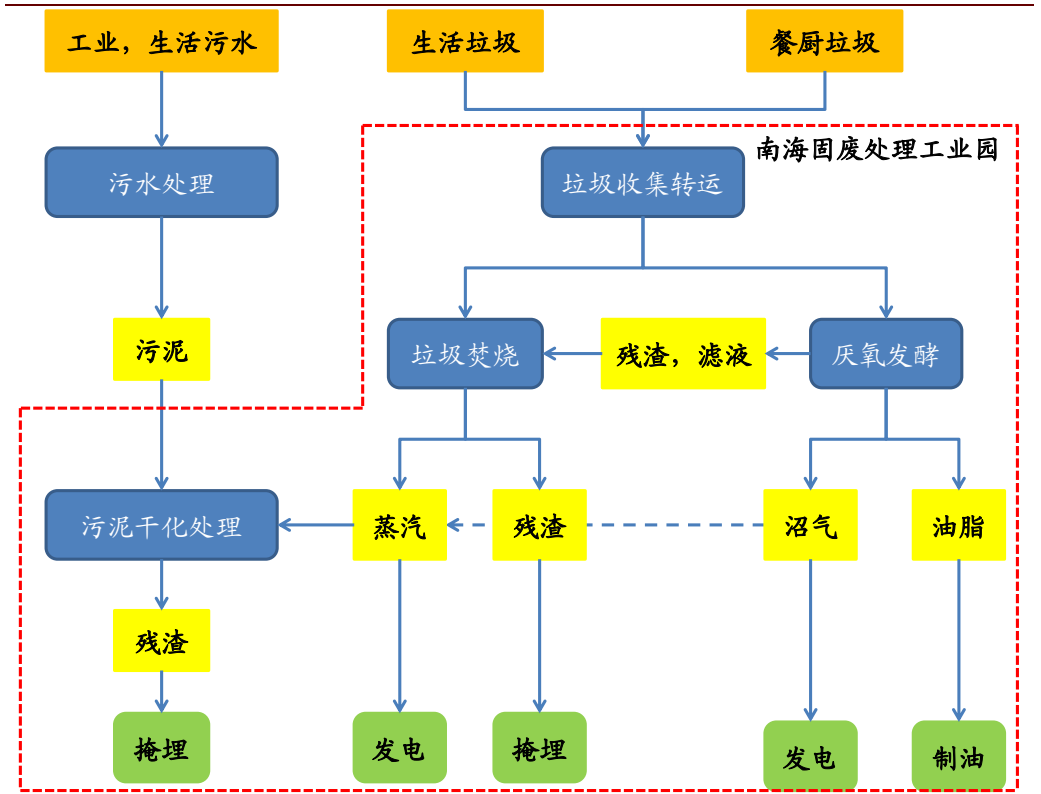 工业，生活污水
生活垃圾
餐厨垃圾
南海固废处理工业园
污水处理
垃圾收集转运
污泥
垃圾焚烧
残渣，滤液
厌氧发酵
污泥干化处理
蒸汽
残渣
沼气
油脂
残渣
掩埋
发电
掩埋
发电
制油